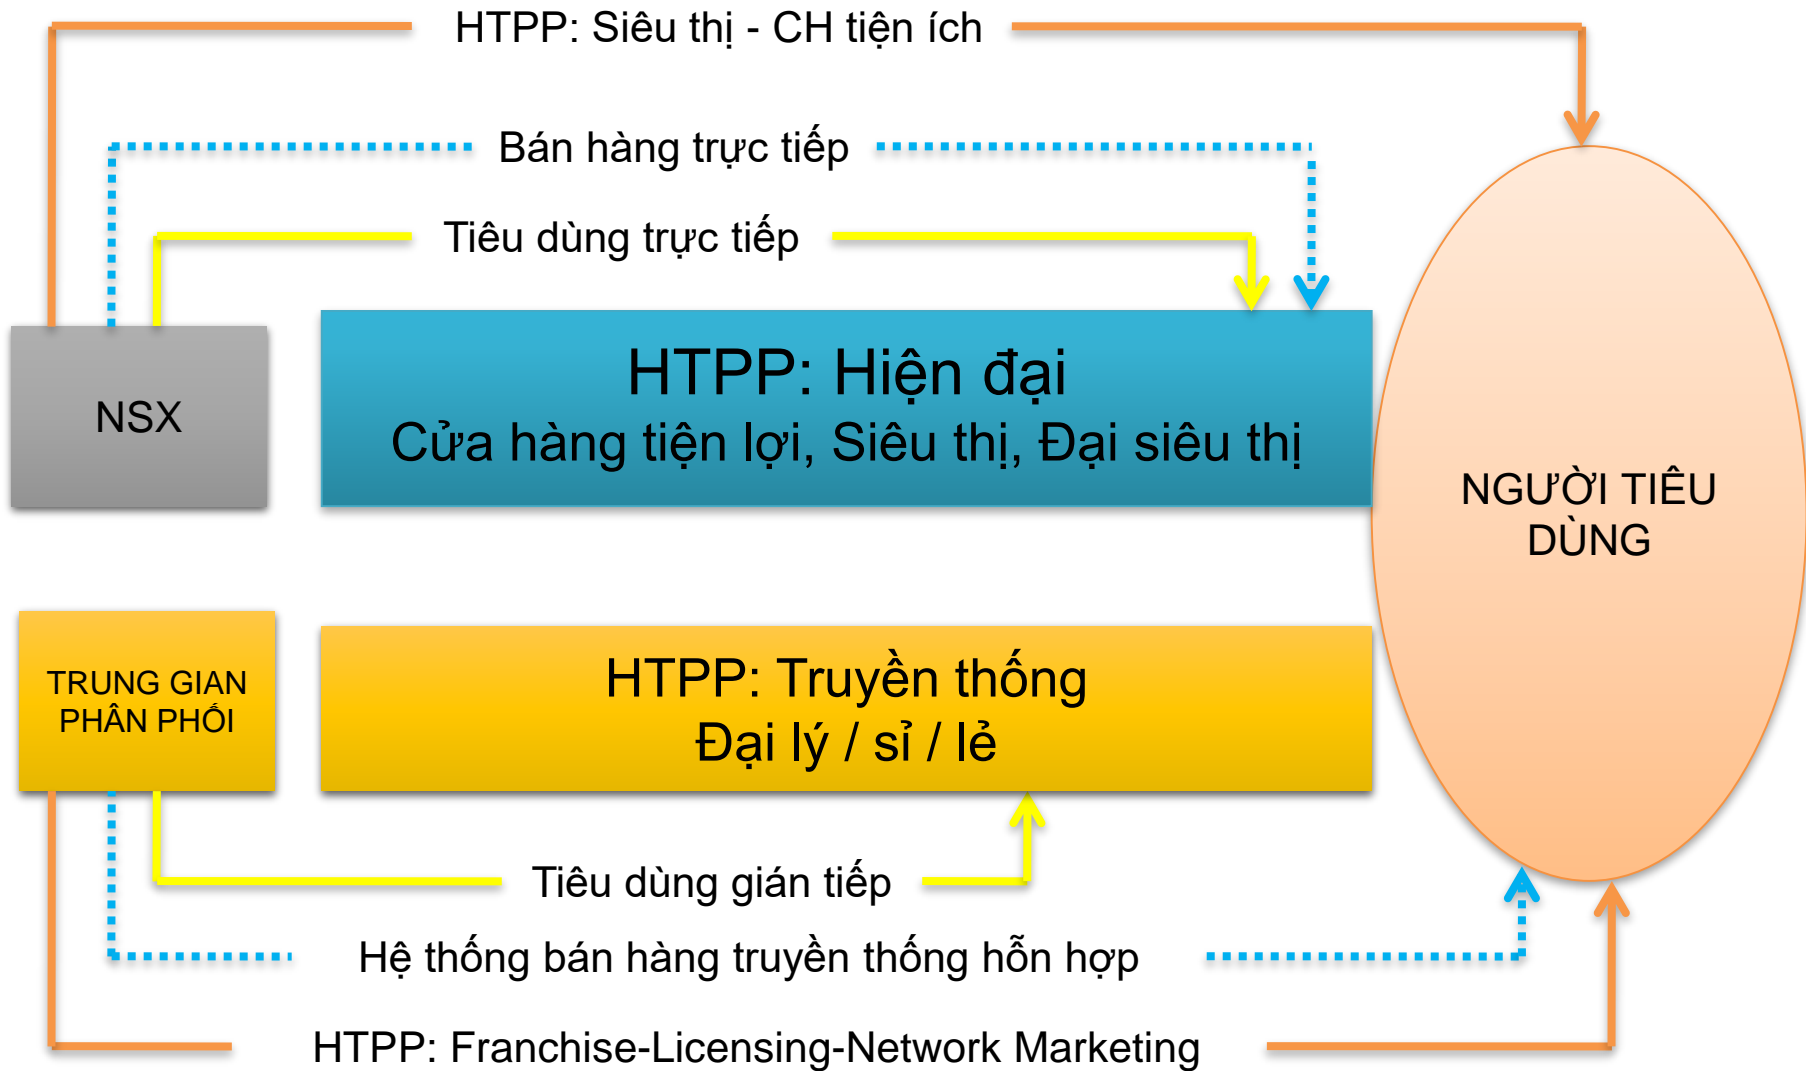 HTPP: Siêu thị - CH tiện ích
Bán hàng trực tiếp
Tiêu dùng trực tiếp
NSX
HTPP: Hiện đại
Cửa hàng tiện lợi, Siêu thị, Đại siêu thị
NGƯỜI TIÊU
DÙNG
TRUNG GIAN
PHÂN PHỐI
HTPP: Truyền thống
Đại lý / sỉ / lẻ
Tiêu dùng gián tiếp
Hệ thống bán hàng truyền thống hỗn hợp
HTPP: Franchise-Licensing-Network Marketing